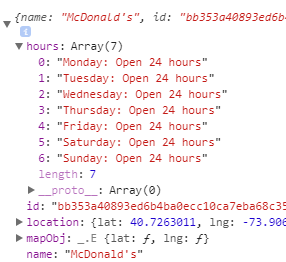 {name: "McDonald's", id: "bb353a40893ed6b
i
hours: Array(7)
0: "Monday: Open 24 hours"
1: "Tuesday: Open 24 hours"
2: "Wednesday: Open 24 hours"
3: "Thursday: Open 24 hours"
4: "Friday: Open 24 hours"
5: "Saturday: Open 24 hours"
6: "Sunday: Open 24 hours"
length: 7
__proto__: Array(0)
id: "bb353a40893ed6b4ba0ecc10ca7eba68c35
location: {lat: 40.7263011, lng: -73.906
mapObj: _.E {lat: ƒ, lng: ƒ}
name: "McDonald's"